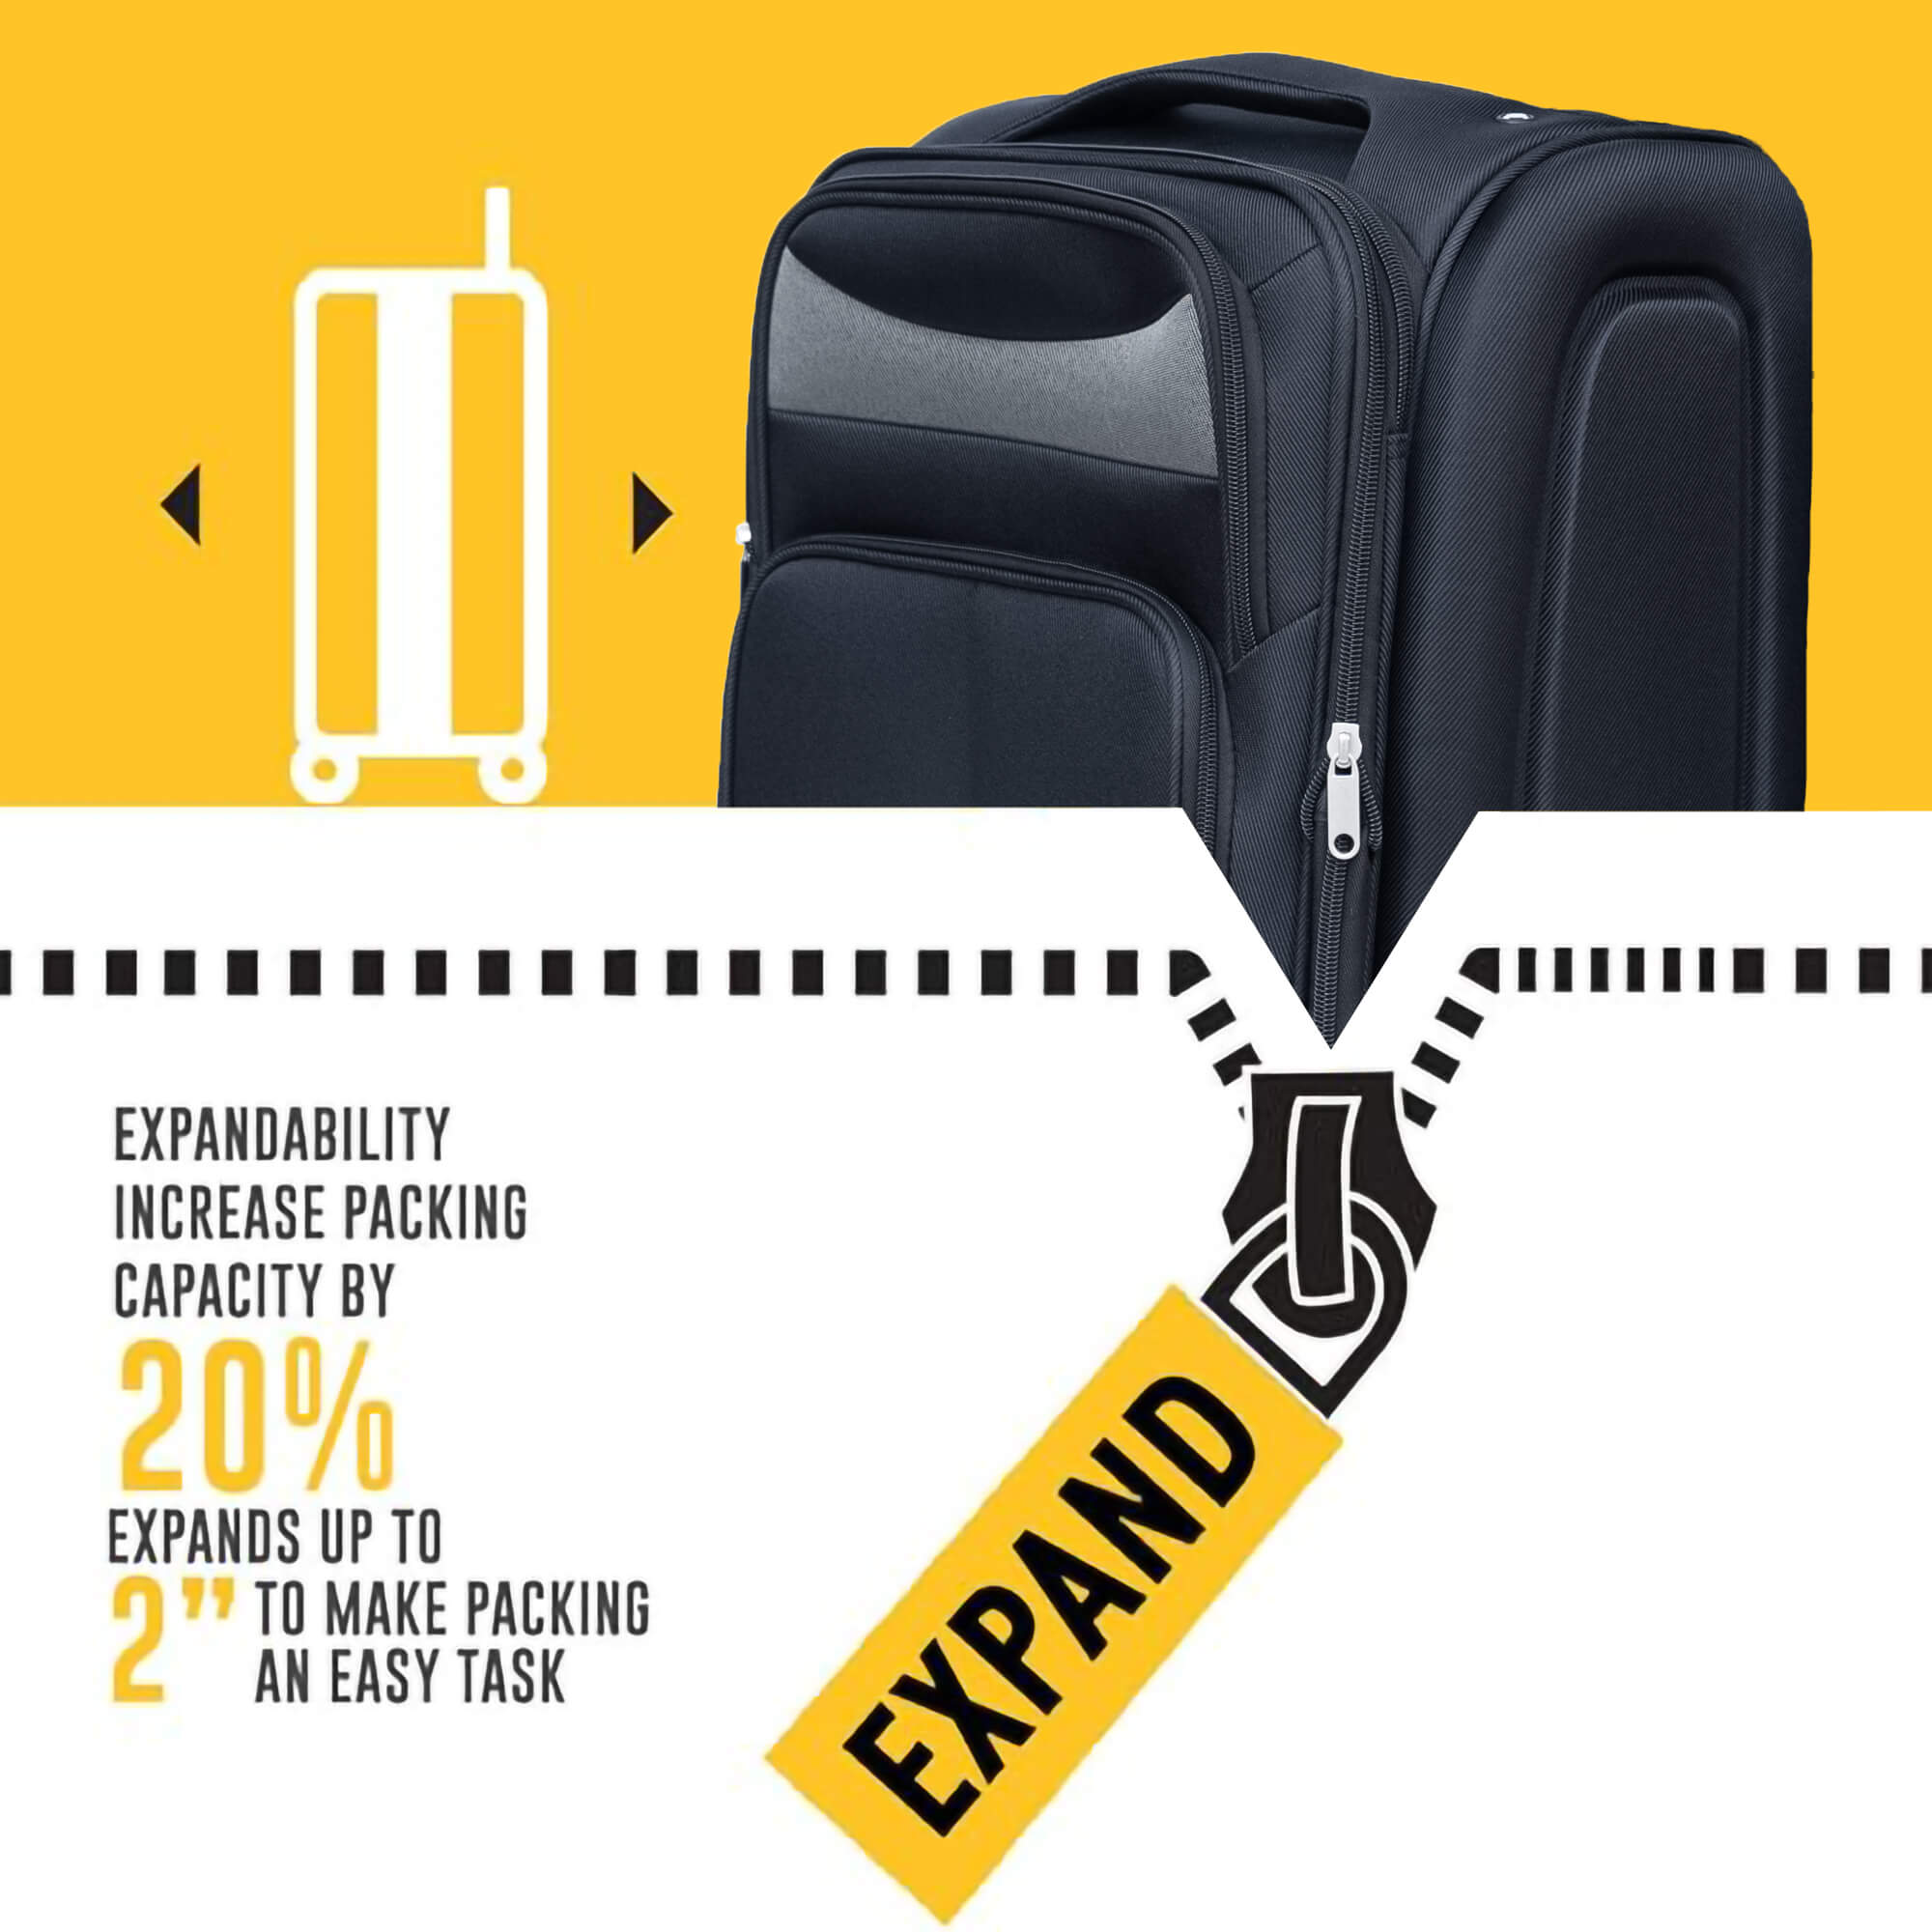 EXPANDABILITY
INCREASE PACKING
CAPACITY BY
20%
EXPANDS UP TO
2” TO MAKE PACKING
AN EASY TASK
EXPAND